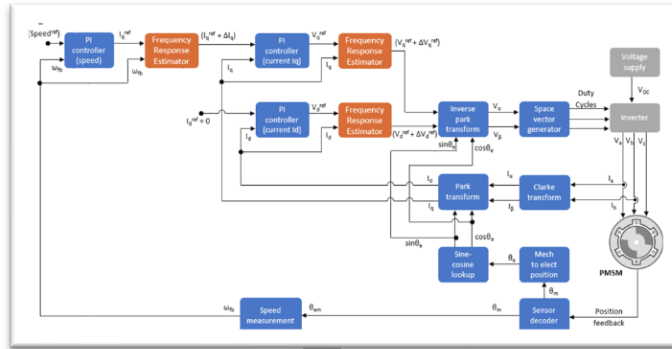 Speed^ref
PI
controller
(speed)
I_q^ref
Frequency
Response
Estimator
(I_q^ref + ΔI_q)
PI
controller
(current iq)
V_q^ref
Frequency
Response
Estimator
(V_q^ref + ΔV_q^ref)
Voltage
supply
ω_fb
ω_fb
I_q
I_q
V_DC
I_d^ref = 0
PI
controller
(current id)
V_d^ref
Frequency
Response
Estimator
(V_d^ref + ΔV_d^ref)
I_d
I_d
Inverse
park
transform
V_α
V_β
Space
vector
generator
Duty
Cycles
Inverter
V_a
V_b
V_c
sinθ_e
cosθ_e
I_d
I_q
Park
transform
I_α
I_β
Clarke
transform
I_a
I_b
sinθ_e
cosθ_e
Sine-
cosine
lookup
θ_e
Mech
to elect
position
PMSM
θ_m
ω_fb
Speed
measurement
θ_em
θ_m
Sensor
decoder
Position
feedback